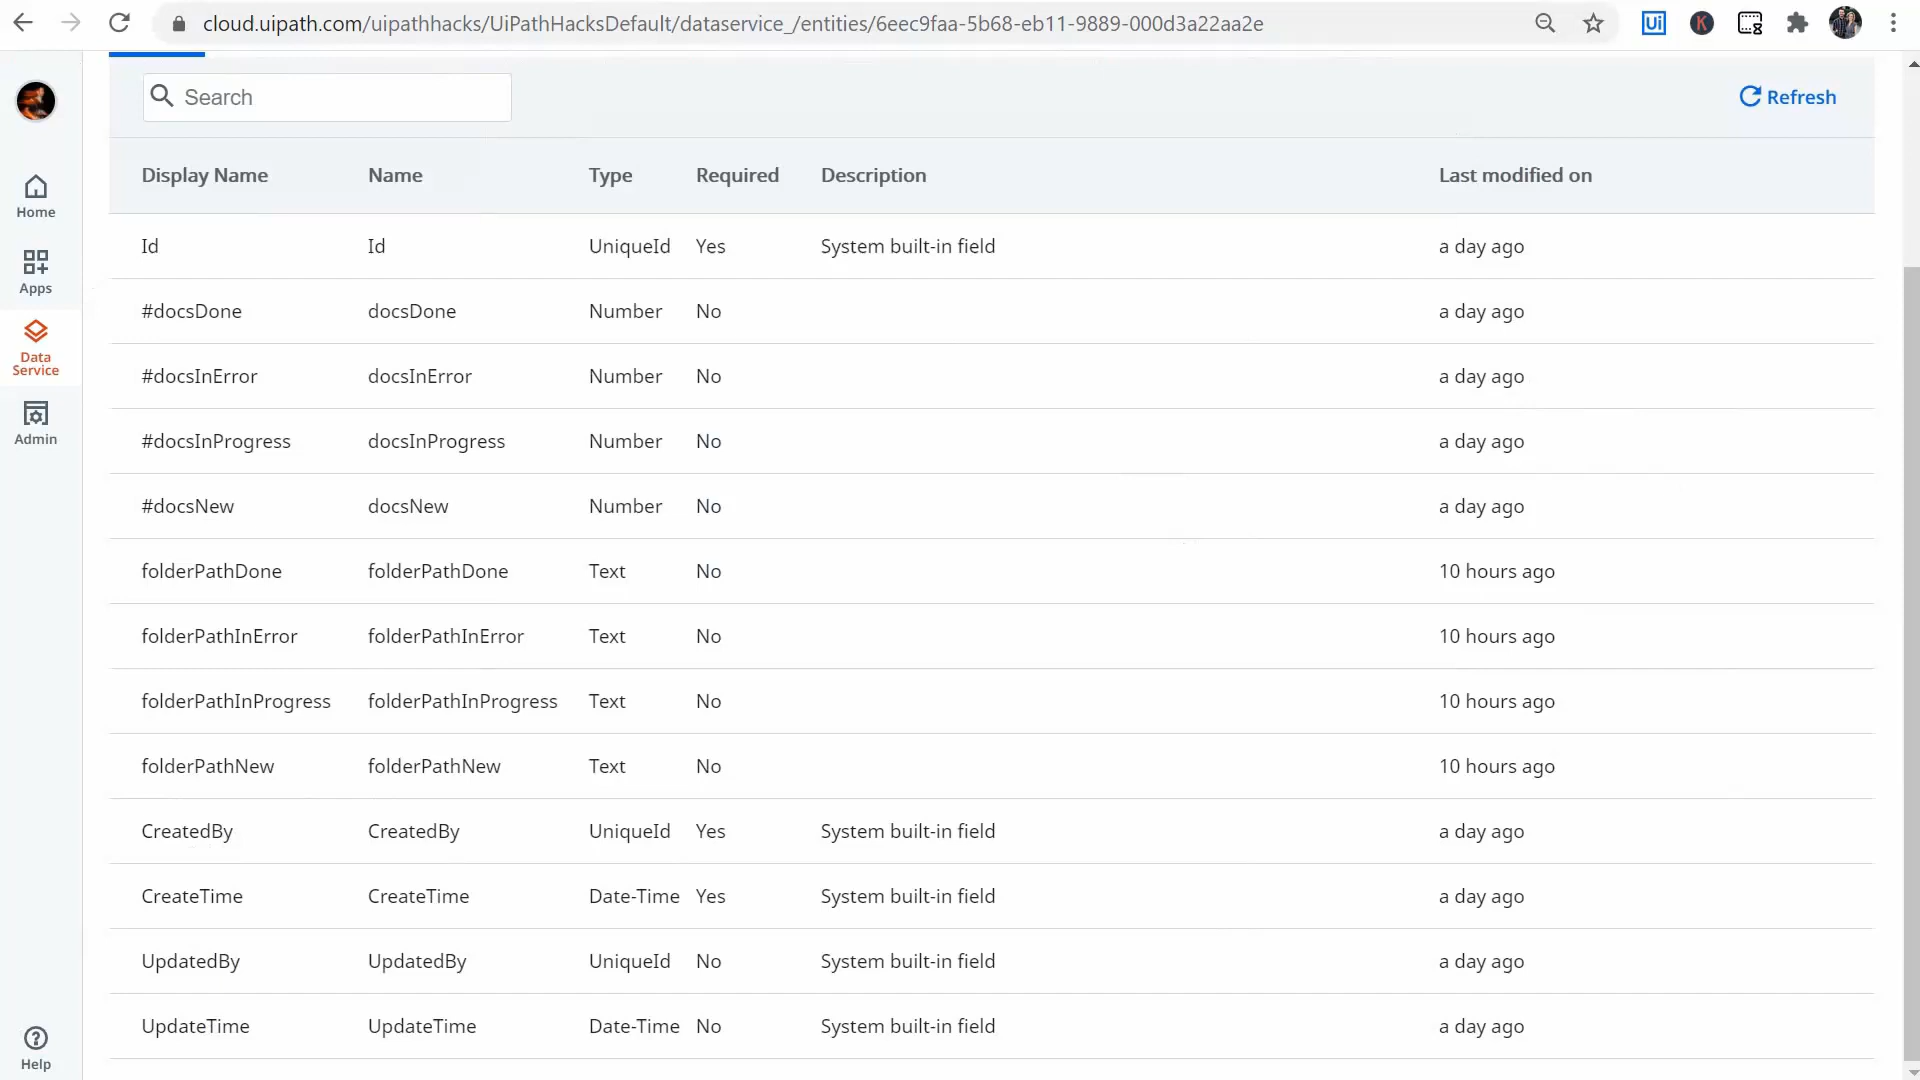 cloud.uipath.com/uipathhacks/UiPathHacksDefault/dataservice_/entities/6eec9faa-5b68-eb11-9889-000d3a22aa2e
Ui
K
Search
Refresh
Home
Apps
Data
Service
Admin
Help
Display Name Name Type Required Description Last modified on
Id Id UniqueId Yes System built-in field a day ago
#docsDone docsDone Number No a day ago
#docsInError docsInError Number No a day ago
#docsInProgress docsInProgress Number No a day ago
#docsNew docsNew Number No a day ago
folderPathDone folderPathDone Text No 10 hours ago
folderPathInError folderPathInError Text No 10 hours ago
folderPathInProgress folderPathInProgress Text No 10 hours ago
folderPathNew folderPathNew Text No 10 hours ago
CreatedBy CreatedBy UniqueId Yes System built-in field a day ago
CreateTime CreateTime Date-Time Yes System built-in field a day ago
UpdatedBy UpdatedBy UniqueId No System built-in field a day ago
UpdateTime UpdateTime Date-Time No System built-in field a day ago